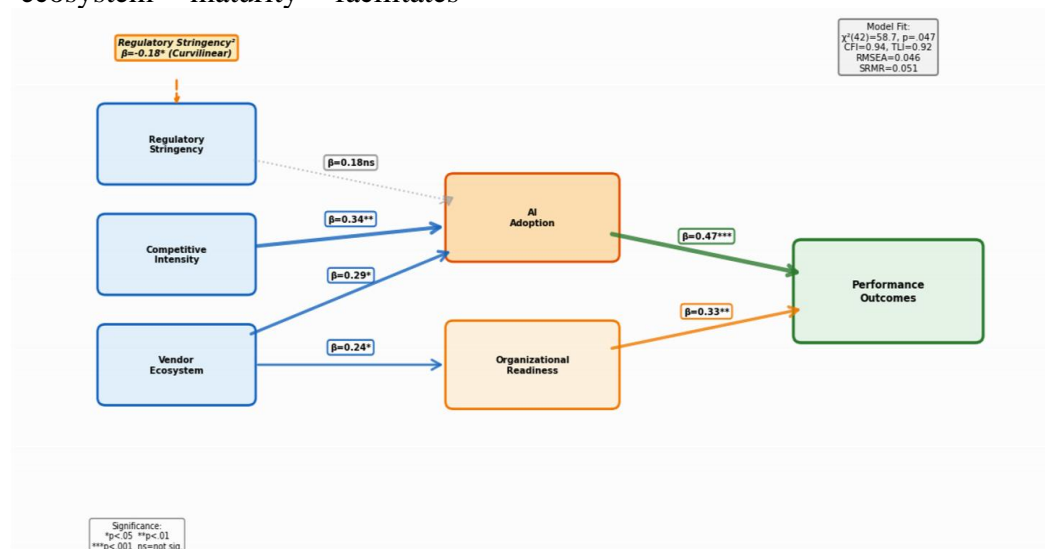 ecosystem maturity facilitates
Regulatory Stringency²
β=-0.18* (Curvilinear)
Model Fit:
χ²(42)=58.7, p=.047
CFI=0.94, TLI=0.92
RMSEA=0.046
SRMR=0.051
Regulatory
Stringency
β=0.18ns
AI
Adoption
β=0.34**
Competitive
Intensity
β=0.47***
β=0.29*
Performance
Outcomes
β=0.33**
Vendor
Ecosystem
β=0.24*
Organizational
Readiness
Significance:
*p<.05 **p<.01
***p<.001 ns=not sig